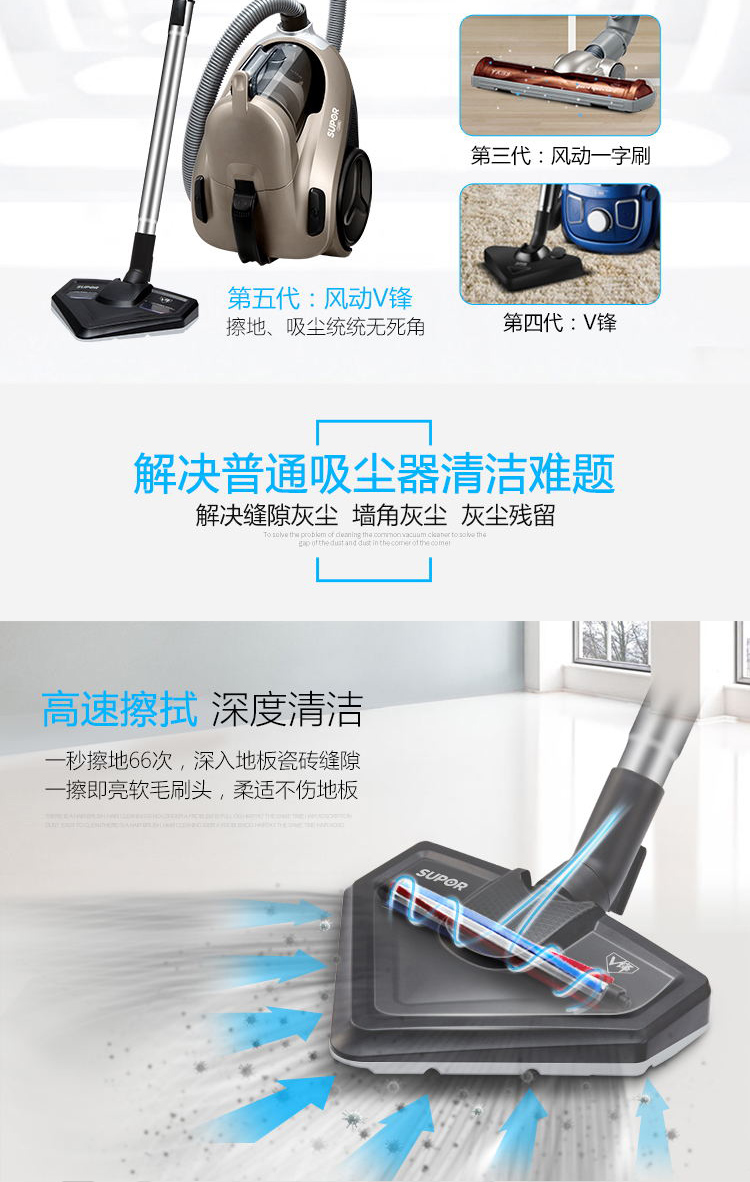 SUPOR
第三代：风动一字刷
SUPOR
第五代：风动V锋
擦地、吸尘统统无死角
第四代：V锋
解决普通吸尘器清洁难题
解决缝隙灰尘 墙角灰尘 灰尘残留
To solve the problem of cleaning the common vacuum cleaner to solve the
gap of the dust and dust in the corner of the corner
高速擦拭 深度清洁
一秒擦地66次，深入地板瓷砖缝隙
一擦即亮软毛刷头，柔适不伤地板
SUPOR
V锋